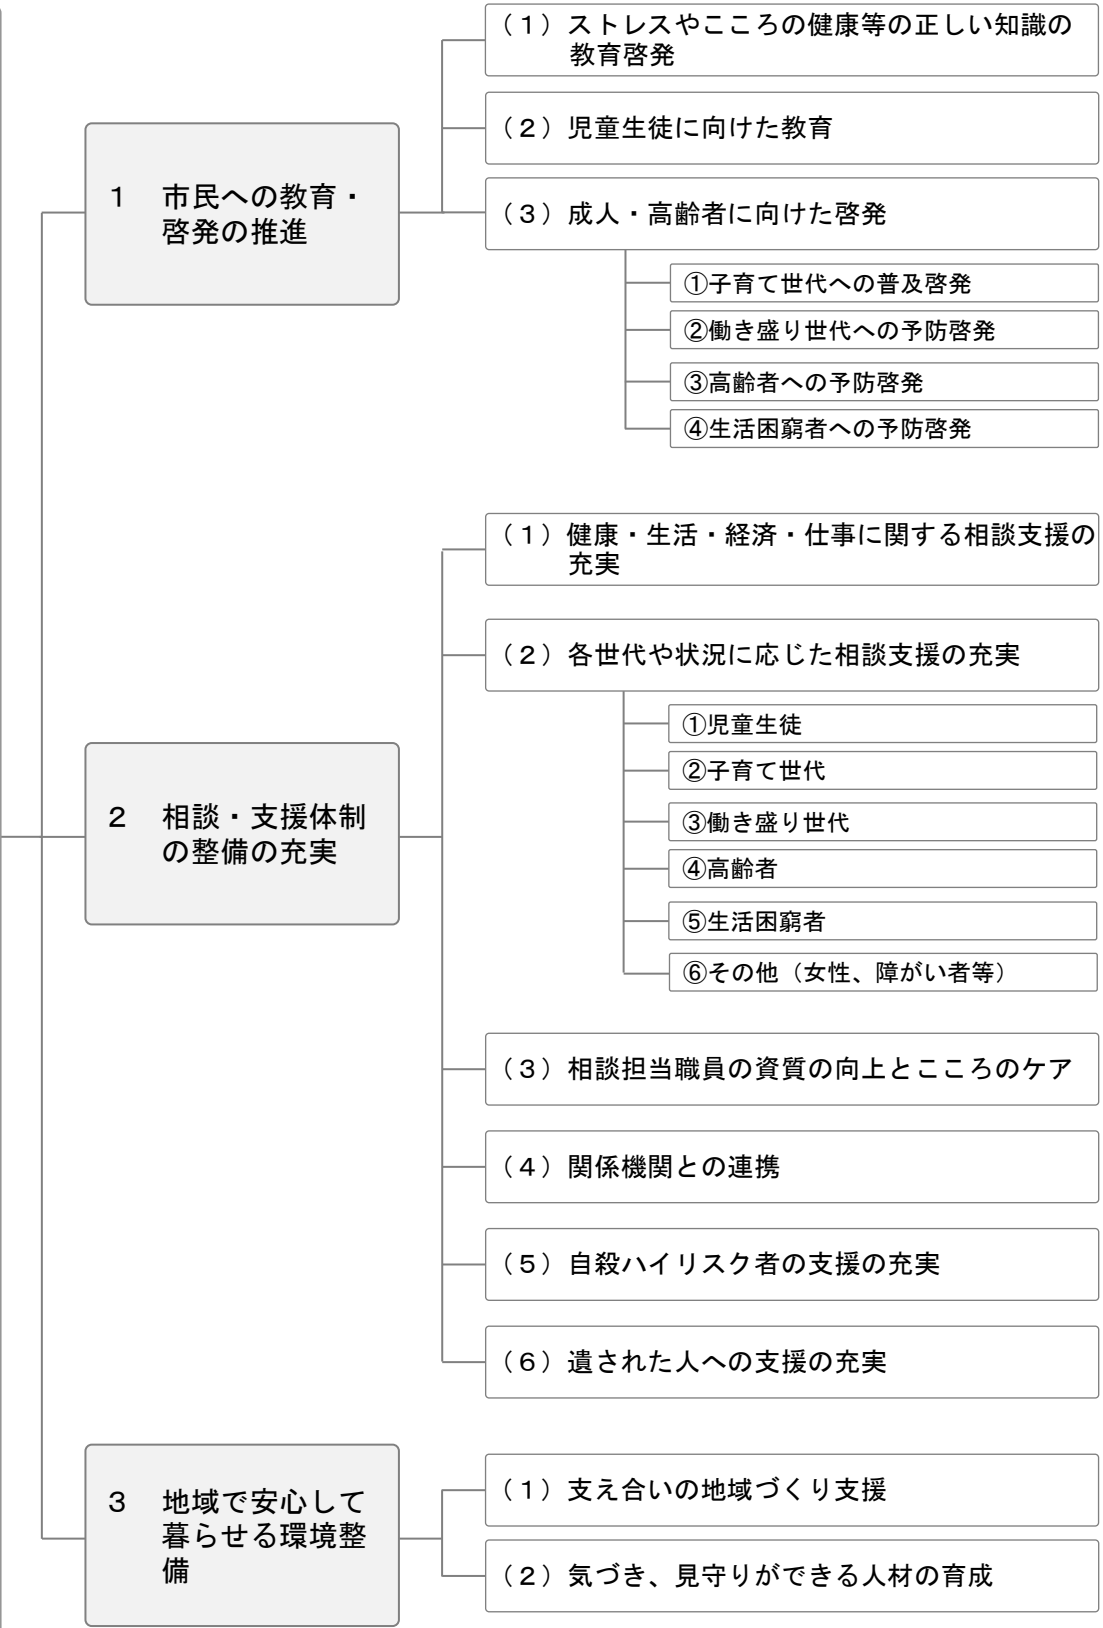 １　市民への教育・
啓発の推進
（１）ストレスやこころの健康等の正しい知識の
教育啓発
（２）児童生徒に向けた教育
（３）成人・高齢者に向けた啓発
①子育て世代への普及啓発
②働き盛り世代への予防啓発
③高齢者への予防啓発
④生活困窮者への予防啓発
２　相談・支援体制
の整備の充実
（１）健康・生活・経済・仕事に関する相談支援の
充実
（２）各世代や状況に応じた相談支援の充実
①児童生徒
②子育て世代
③働き盛り世代
④高齢者
⑤生活困窮者
⑥その他（女性、障がい者等）
（３）相談担当職員の資質の向上とこころのケア
（４）関係機関との連携
（５）自殺ハイリスク者の支援の充実
（６）遺された人への支援の充実
３　地域で安心して
暮らせる環境整
備
（１）支え合いの地域づくり支援
（２）気づき、見守りができる人材の育成